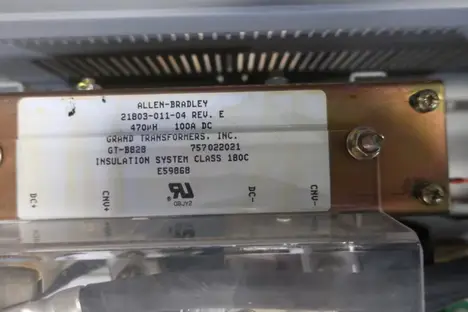 ALLEN-BRADLEY
21803-011-04 REV. E
470µH 100A DC
GRAND TRANSFORMERS, INC.
GT-8828 757022021
INSULATION SYSTEM CLASS 180C
E59868
DC+ CNV+ DC- CNV-